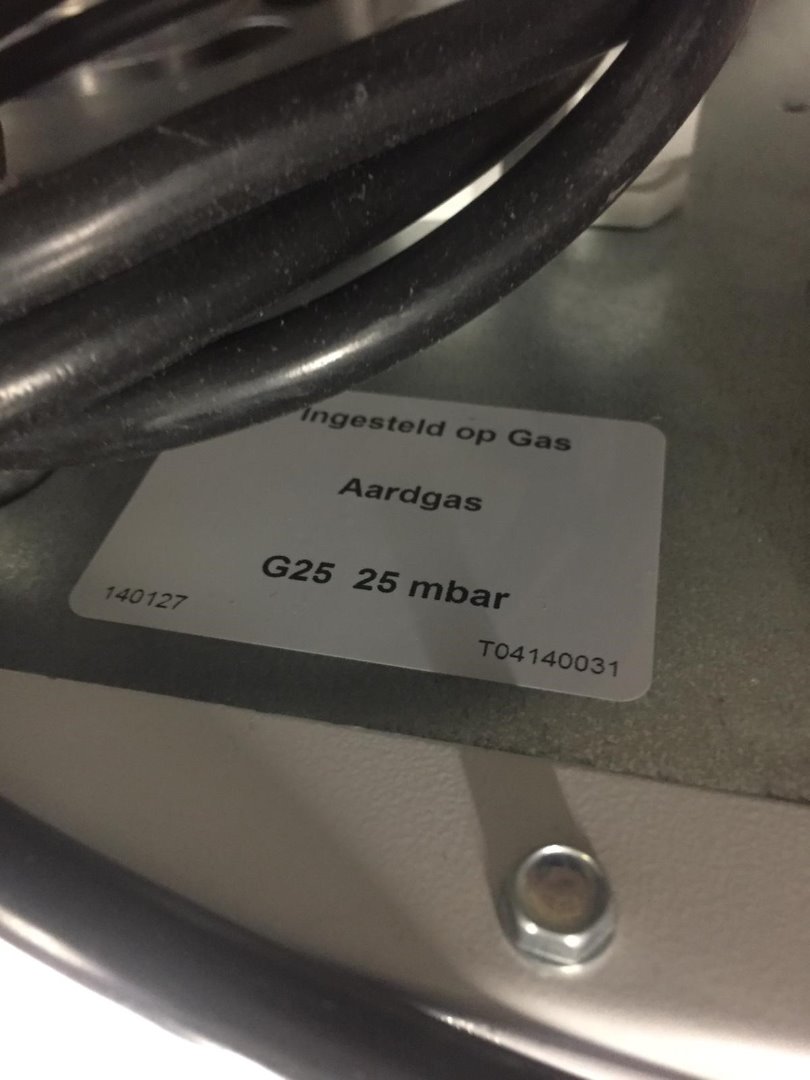 Ingesteld op Gas
Aardgas
G25 25 mbar
140127
T04140031